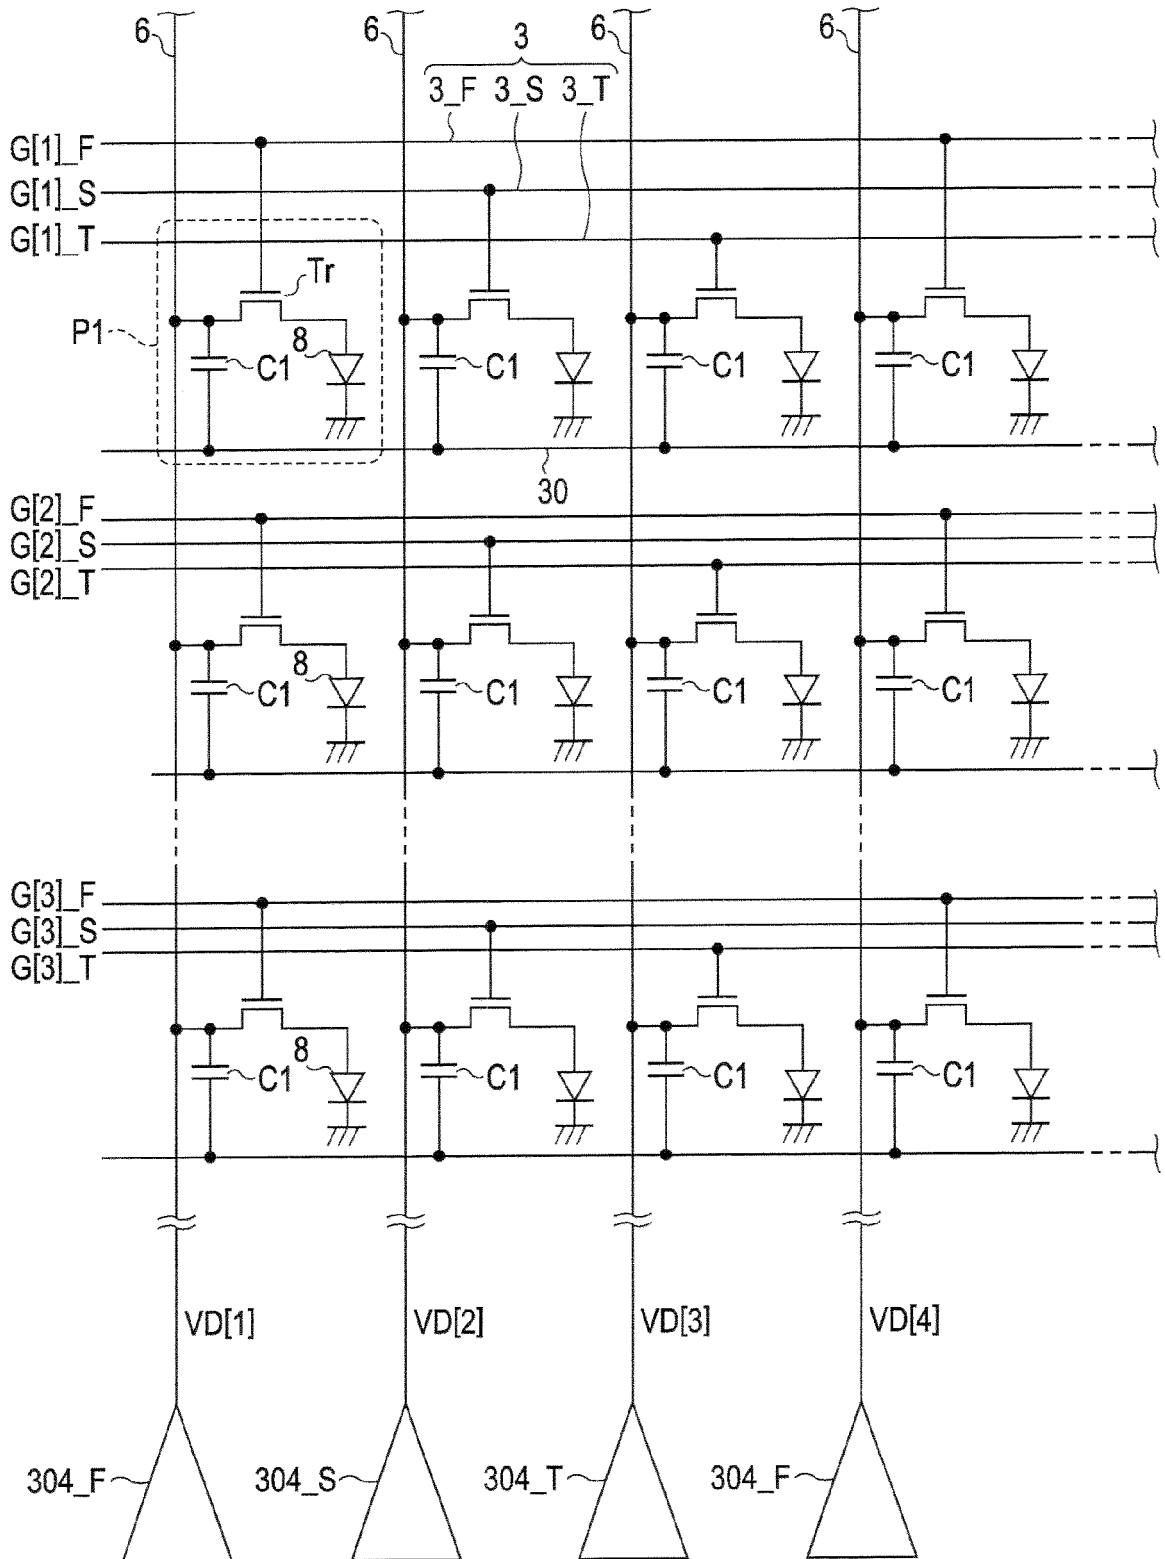 6 6 6 6
3
3_F 3_S 3_T
G[1]_F
G[1]_S
G[1]_T
Tr
P1
8
C1 C1 C1 C1
30
G[2]_F
G[2]_S
G[2]_T
8
C1 C1 C1 C1
G[3]_F
G[3]_S
G[3]_T
8
C1 C1 C1 C1
VD[1] VD[2] VD[3] VD[4]
304_F 304_S 304_T 304_F